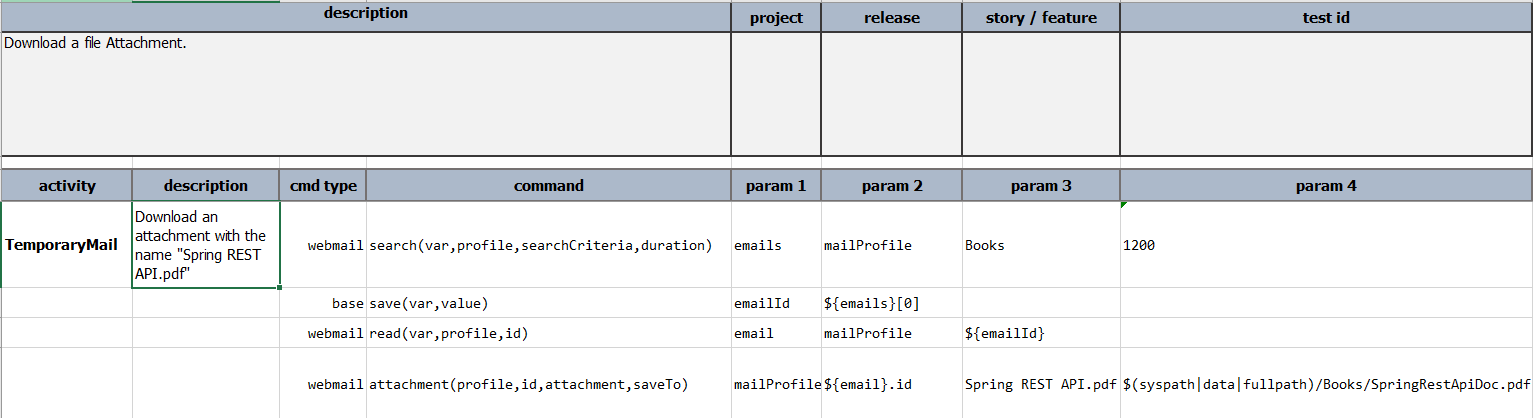 description project release story / feature test id
Download a file Attachment.
activity description cmd type command param 1 param 2 param 3 param 4
TemporaryMail Download an attachment with the name "Spring REST API.pdf" webmail search(var,profile,searchCriteria,duration) emails mailProfile Books 1200
base save(var,value) emailId ${emails}[0]
webmail read(var,profile,id) email mailProfile ${emailId}
webmail attachment(profile,id,attachment,saveTo) mailProfile ${email}.id Spring REST API.pdf $(syspath|data|fullpath)/Books/SpringRestApiDoc.pdf